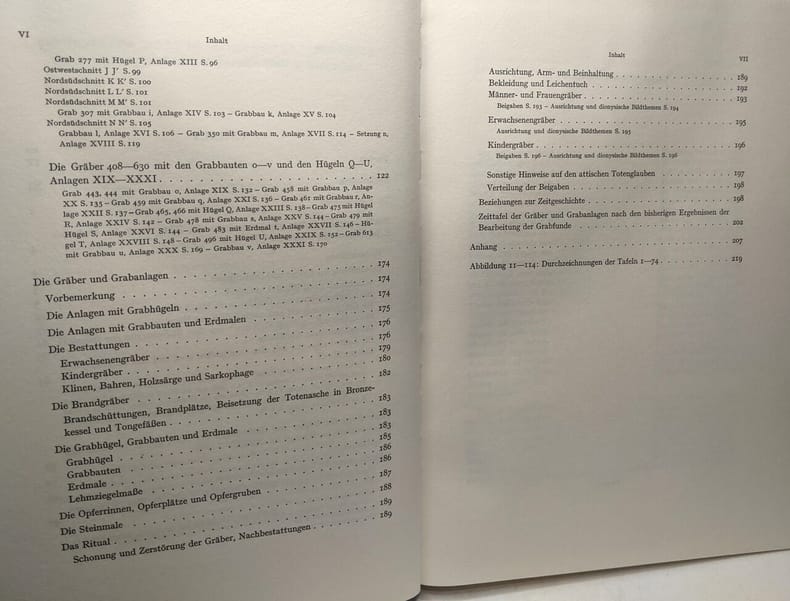 VI
Inhalt
Grab 277 mit Hügel P, Anlage XIII S. 96
Ostwestschnitt J J′ S. 99
Nordsüdschnitt K K′ S. 100
Nordsüdschnitt L L′ S. 101
Nordsüdschnitt M M′ S. 101
Grab 307 mit Grabbau i, Anlage XIV S. 103 – Grabbau k, Anlage XV S. 104
Nordsüdschnitt N N′ S. 105
Grabbau l, Anlage XVI S. 106 – Grab 350 mit Grabbau m, Anlage XVII S. 114 – Setzung n,
Anlage XVIII S. 119
Die Gräber 408—630 mit den Grabbauten o—v und den Hügeln Q—U,
Anlagen XIX—XXXI. . . . . . . . . . . . . . . . . . . 122
Grab 443, 444 mit Grabbau o, Anlage XIX S. 132 – Grab 458 mit Grabbau p, Anlage
XX S. 135 – Grab 459 mit Grabbau q, Anlage XXI S. 136 – Grab 461 mit Grabbau r, An-
lage XXII S. 137 – Grab 465, 466 mit Hügel Q, Anlage XXIII S. 138 – Grab 475 mit Hügel
R, Anlage XXIV S. 142 – Grab 478 mit Grabbau s, Anlage XXV S. 144 – Grab 479 mit
Hügel S, Anlage XXVI S. 144 – Grab 483 mit Erdmal t, Anlage XXVII S. 146 – Hü-
gel T, Anlage XXVIII S. 148 – Grab 496 mit Hügel U, Anlage XXIX S. 151 – Grab 613
mit Grabbau u, Anlage XXX S. 169 – Grabbau v, Anlage XXXI S. 170
Die Gräber und Grabanlagen . . . . . . . . . . . . . . . 174
Vorbemerkung . . . . . . . . . . . . . . . . . . . 174
Die Anlagen mit Grabhügeln . . . . . . . . . . . . . . . 174
Die Anlagen mit Grabbauten und Erdmalen . . . . . . . . . . 175
Die Bestattungen . . . . . . . . . . . . . . . . . . 176
Erwachsenengräber . . . . . . . . . . . . . . . . . 176
Kindergräber . . . . . . . . . . . . . . . . . . . 179
Klinen, Bahren, Holzsärge und Sarkophage . . . . . . . . . . 180
Die Brandgräber . . . . . . . . . . . . . . . . . . 182
Brandschüttungen, Brandplätze, Beisetzung der Totenasche in Bronze-
kessel und Tongefäßen . . . . . . . . . . . . . . . . 183
Die Grabhügel, Grabbauten und Erdmale . . . . . . . . . . . 183
Grabhügel . . . . . . . . . . . . . . . . . . . . 183
Grabbauten . . . . . . . . . . . . . . . . . . . . 185
Erdmale . . . . . . . . . . . . . . . . . . . . . 186
Lehmziegelmaße . . . . . . . . . . . . . . . . . . 186
Die Opferrinnen, Opferplätze und Opfergruben . . . . . . . . . 187
Die Steinmale . . . . . . . . . . . . . . . . . . . 188
Das Ritual . . . . . . . . . . . . . . . . . . . . 189
Schonung und Zerstörung der Gräber, Nachbestattungen . . . . . . 189
Inhalt
VII
Ausrichtung, Arm- und Beinhaltung . . . . . . . . . . . . 189
Bekleidung und Leichentuch . . . . . . . . . . . . . . 192
Männer- und Frauengräber . . . . . . . . . . . . . . . 193
Beigaben S. 193 – Ausrichtung und dionysische Bildthemen S. 194
Erwachsenengräber . . . . . . . . . . . . . . . . . 195
Ausrichtung und dionysische Bildthemen S. 195
Kindergräber . . . . . . . . . . . . . . . . . . . 196
Beigaben S. 196 – Ausrichtung und dionysische Bildthemen S. 196
Sonstige Hinweise auf den attischen Totenglauben . . . . . . . . 197
Verteilung der Beigaben . . . . . . . . . . . . . . . . 198
Beziehungen zur Zeitgeschichte . . . . . . . . . . . . . . 198
Zeittafel der Gräber und Grabanlagen nach den bisherigen Ergebnissen der
Bearbeitung der Grabfunde . . . . . . . . . . . . . . . 202
Anhang . . . . . . . . . . . . . . . . . . . . . . 207
Abbildung 11—114: Durchzeichnungen der Tafeln 1—74. . . . . . . . 219